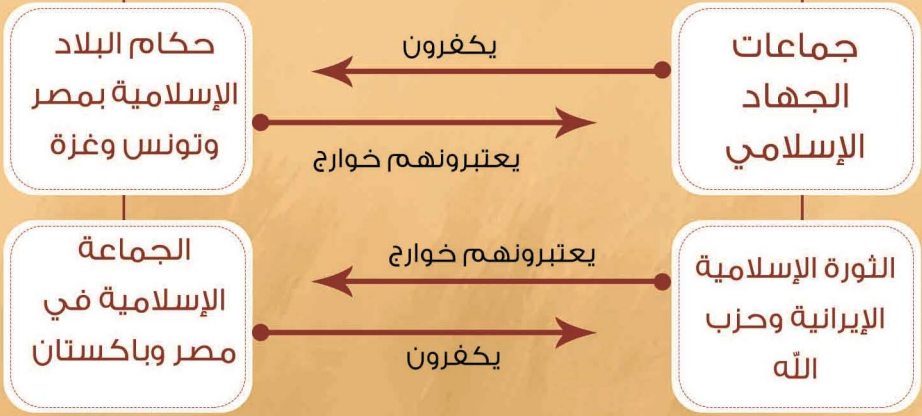 جماعات
الجهاد
الإسلامي
يكفرون
يعتبرونهم خوارج
حكام البلاد
الإسلامية بمصر
وتونس وغزة
الثورة الإسلامية
الإيرانية وحزب
الله
يعتبرونهم خوارج
يكفرون
الجماعة
الإسلامية في
مصر وباكستان